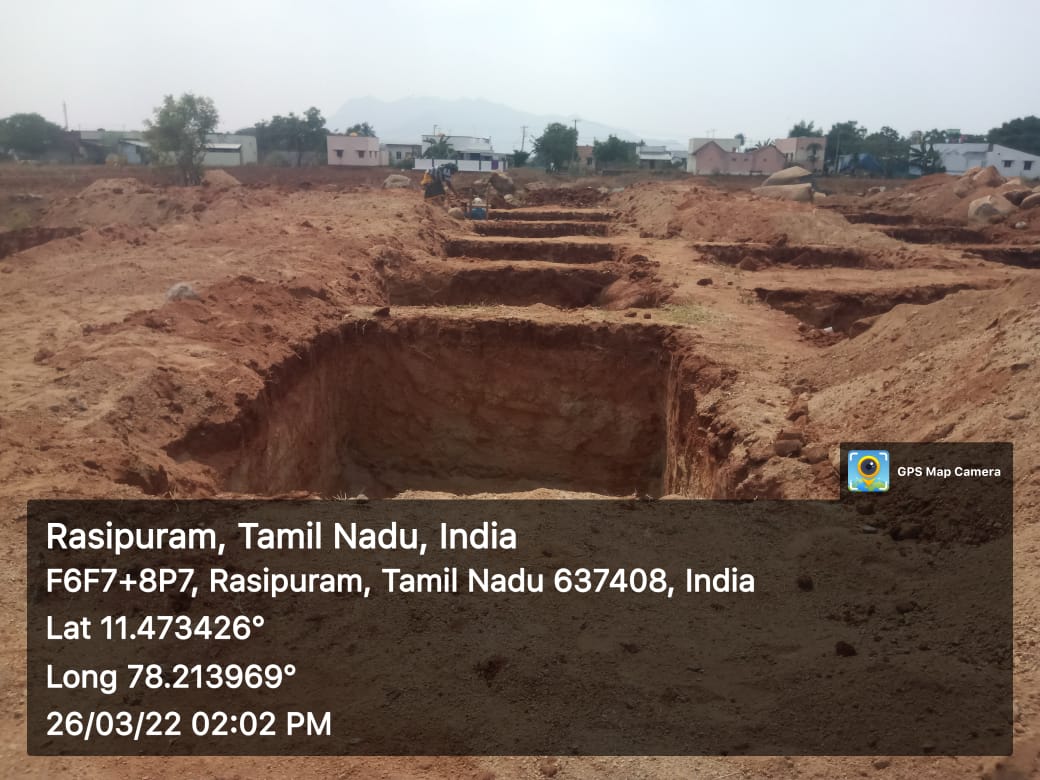 GPS Map Camera
Rasipuram, Tamil Nadu, India
F6F7+8P7, Rasipuram, Tamil Nadu 637408, India
Lat 11.473426°
Long 78.213969°
26/03/22 02:02 PM